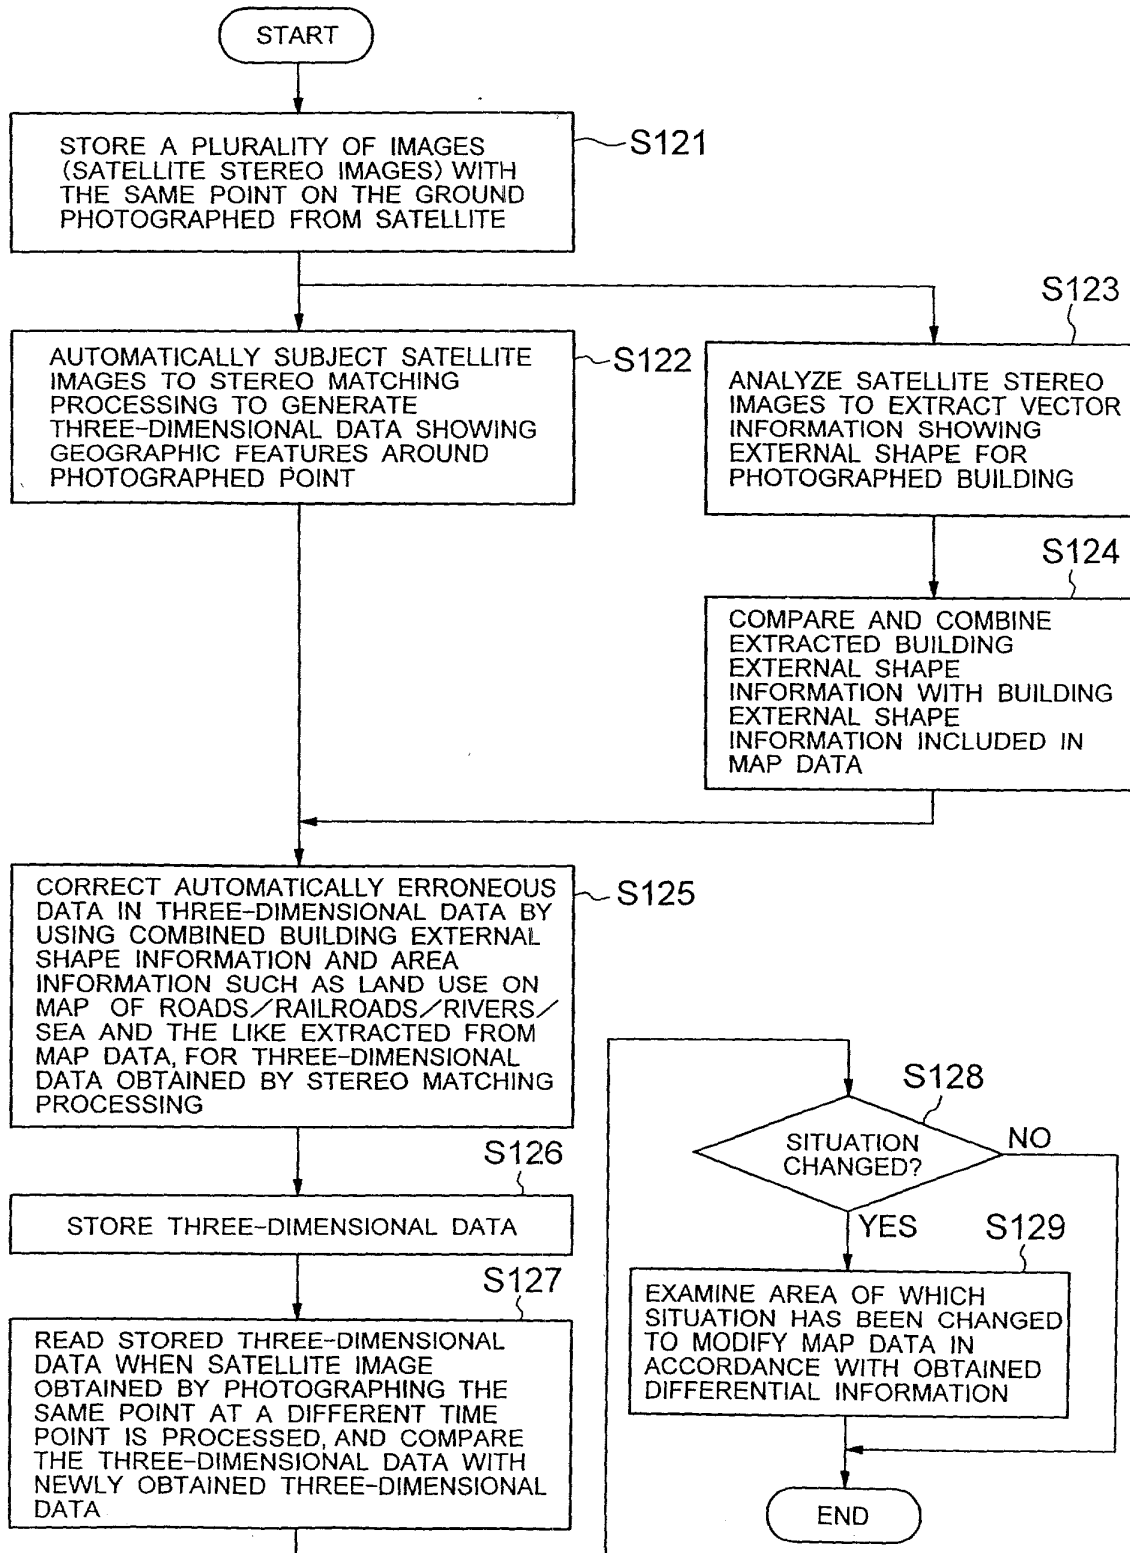 START
S121
STORE A PLURALITY OF IMAGES
(SATELLITE STEREO IMAGES) WITH
THE SAME POINT ON THE GROUND
PHOTOGRAPHED FROM SATELLITE
S122
AUTOMATICALLY SUBJECT SATELLITE
IMAGES TO STEREO MATCHING
PROCESSING TO GENERATE
THREE-DIMENSIONAL DATA SHOWING
GEOGRAPHIC FEATURES AROUND
PHOTOGRAPHED POINT
S123
ANALYZE SATELLITE STEREO
IMAGES TO EXTRACT VECTOR
INFORMATION SHOWING
EXTERNAL SHAPE FOR
PHOTOGRAPHED BUILDING
S124
COMPARE AND COMBINE
EXTRACTED BUILDING
EXTERNAL SHAPE
INFORMATION WITH BUILDING
EXTERNAL SHAPE
INFORMATION INCLUDED IN
MAP DATA
S125
CORRECT AUTOMATICALLY ERRONEOUS
DATA IN THREE-DIMENSIONAL DATA BY
USING COMBINED BUILDING EXTERNAL
SHAPE INFORMATION AND AREA
INFORMATION SUCH AS LAND USE ON
MAP OF ROADS/RAILROADS/RIVERS/
SEA AND THE LIKE EXTRACTED FROM
MAP DATA, FOR THREE-DIMENSIONAL
DATA OBTAINED BY STEREO MATCHING
PROCESSING
S126
STORE THREE-DIMENSIONAL DATA
S127
READ STORED THREE-DIMENSIONAL
DATA WHEN SATELLITE IMAGE
OBTAINED BY PHOTOGRAPHING THE
SAME POINT AT A DIFFERENT TIME
POINT IS PROCESSED, AND COMPARE
THE THREE-DIMENSIONAL DATA WITH
NEWLY OBTAINED THREE-DIMENSIONAL
DATA
S128
SITUATION
CHANGED?
NO
YES
S129
EXAMINE AREA OF WHICH
SITUATION HAS BEEN CHANGED
TO MODIFY MAP DATA IN
ACCORDANCE WITH OBTAINED
DIFFERENTIAL INFORMATION
END